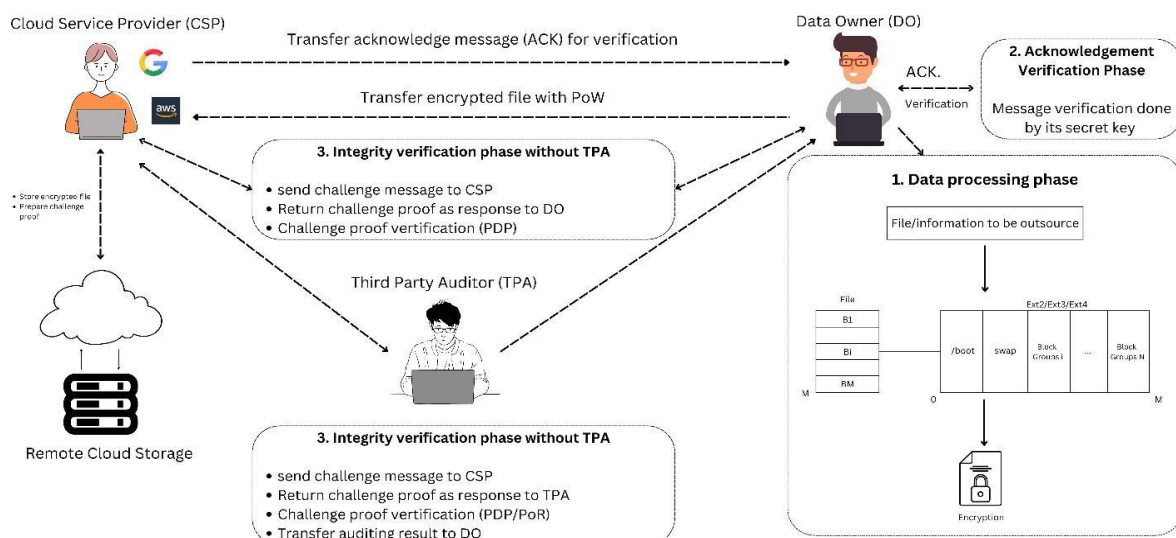 Cloud Service Provider (CSP)
Data Owner (DO)
Transfer acknowledge message (ACK) for verification
Transfer encrypted file with PoW
aws
ACK.
Verification
2. Acknowledgement
Verification Phase
Message verification done
by its secret key
3. Integrity verification phase without TPA
• send challenge message to CSP
• Return challenge proof as response to DO
• Challenge proof vertification (PDP)
• Store encrypted file
• Prepare challenge
proof
Third Party Auditor (TPA)
Remote Cloud Storage
3. Integrity verification phase without TPA
• send challenge message to CSP
• Return challenge proof as response to TPA
• Challenge proof vertification (PDP/PoR)
• Transfer auditing result to DO
1. Data processing phase
File/information to be outsource
File
B1
Bi
BM
M
Ext2/Ext3/Ext4
/boot
swap
Block
Groups i
...
Block
Groups N
0
M
Encryption